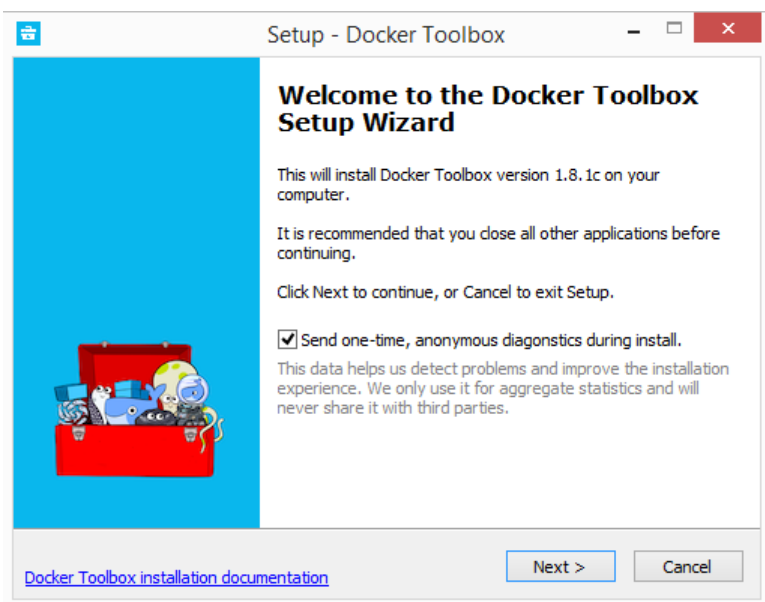 Setup - Docker Toolbox
Welcome to the Docker Toolbox
Setup Wizard
This will install Docker Toolbox version 1.8.1c on your
computer.
It is recommended that you close all other applications before
continuing.
Click Next to continue, or Cancel to exit Setup.
Send one-time, anonymous diagonstics during install.
This data helps us detect problems and improve the installation
experience. We only use it for aggregate statistics and will
never share it with third parties.
Docker Toolbox installation documentation
Next >
Cancel